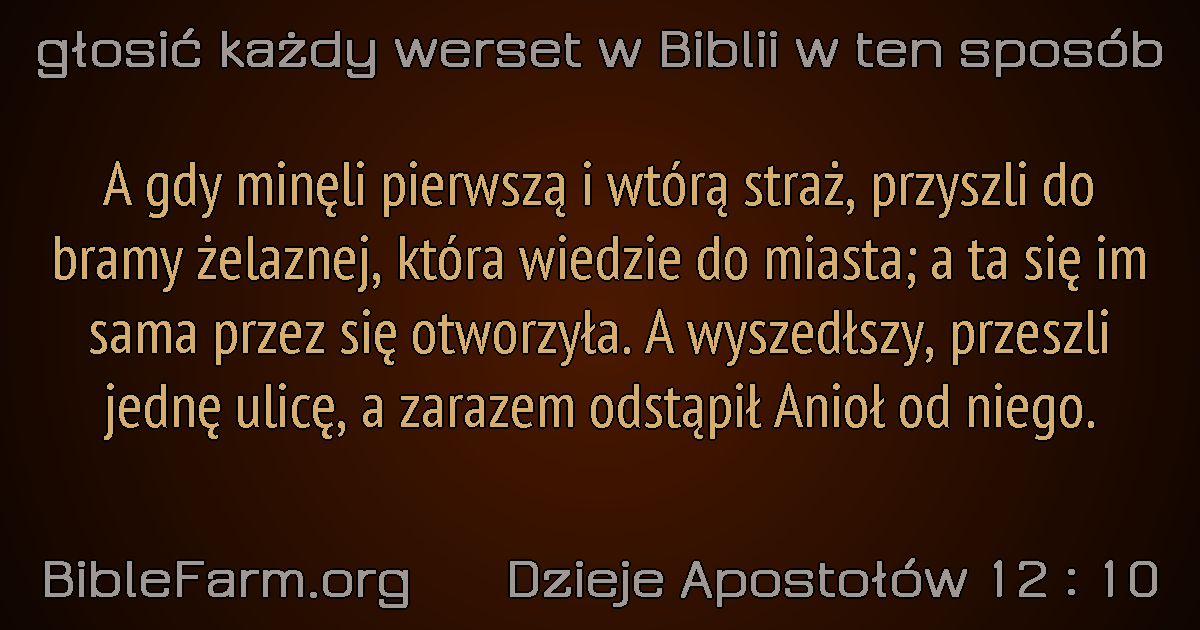 głosić każdy werset w Biblii w ten sposób
A gdy minęli pierwszą i wtórą straż, przyszli do
bramy żelaznej, która wiedzie do miasta; a ta się im
sama przez się otworzyła. A wyszedłszy, przeszli
jednę ulicę, a zarazem odstąpił Anioł od niego.
BibleFarm.org Dzieje Apostołów 12 : 10